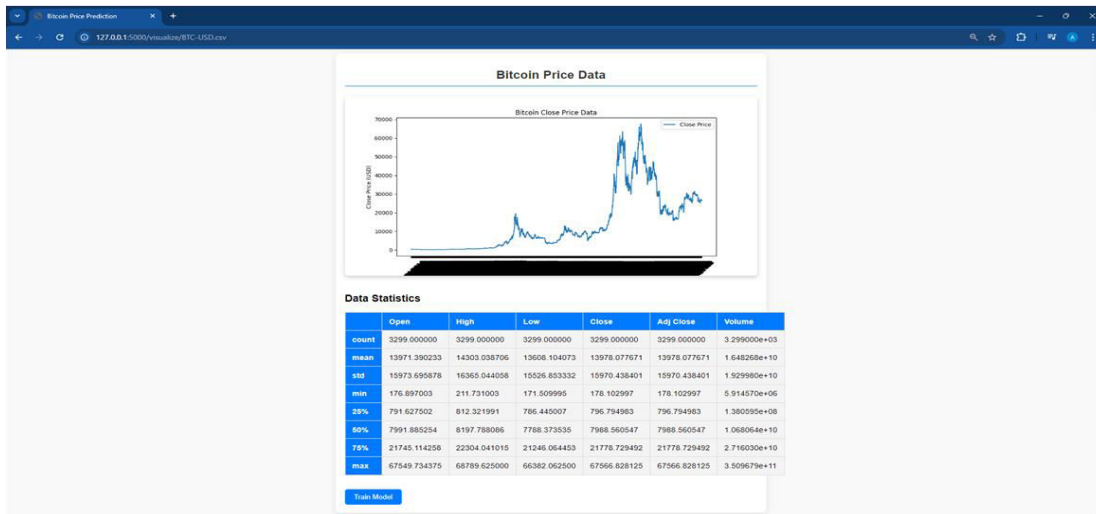 Bitcoin Price Prediction
127.0.0.1:5000/visualize/BTC-USD.csv
Bitcoin Price Data
Bitcoin Close Price Data
Close Price
Close Price (USD)
70000
60000
50000
40000
30000
20000
10000
0
Data Statistics
Open High Low Close Adj Close Volume
count 3299.000000 3299.000000 3299.000000 3299.000000 3299.000000 3.299000e+03
mean 13971.390233 14303.038706 13608.104073 13978.077671 13978.077671 1.648268e+10
std 15973.695878 16365.044058 15526.853332 15970.438401 15970.438401 1.929980e+10
min 176.897003 211.731003 171.509995 178.102997 178.102997 5.914570e+06
25% 791.627502 812.321991 786.445007 796.794983 796.794983 1.380595e+08
50% 7991.885254 8197.788086 7788.373535 7988.560547 7988.560547 1.068064e+10
75% 21745.114258 22304.041015 21246.064453 21778.729492 21778.729492 2.716030e+10
max 67549.734375 68789.625000 66382.062500 67566.828125 67566.828125 3.509679e+11
Train Model